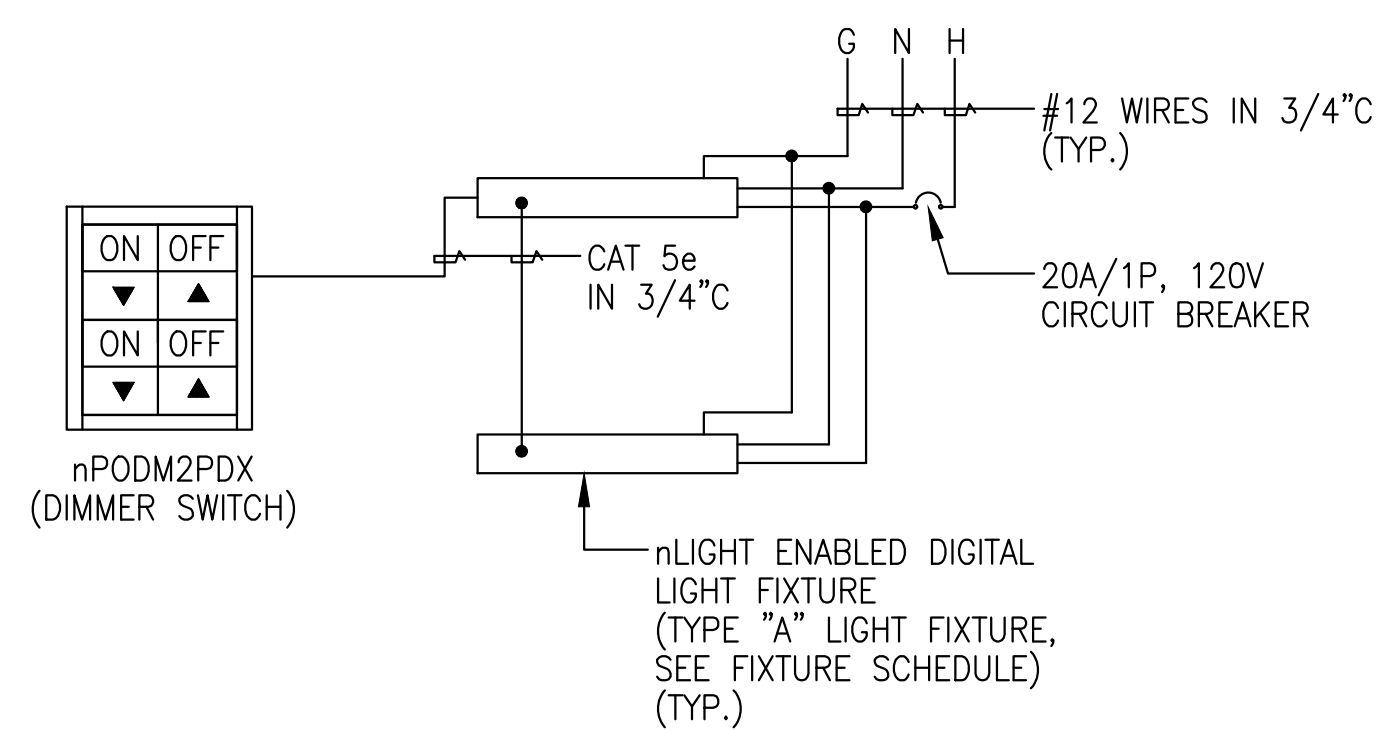 G N H
#12 WIRES IN 3/4"C
(TYP.)
ON OFF
ON OFF
CAT 5e
IN 3/4"C
20A/1P, 120V
CIRCUIT BREAKER
nPODM2PDX
(DIMMER SWITCH)
nLIGHT ENABLED DIGITAL
LIGHT FIXTURE
(TYPE "A" LIGHT FIXTURE,
SEE FIXTURE SCHEDULE)
(TYP.)